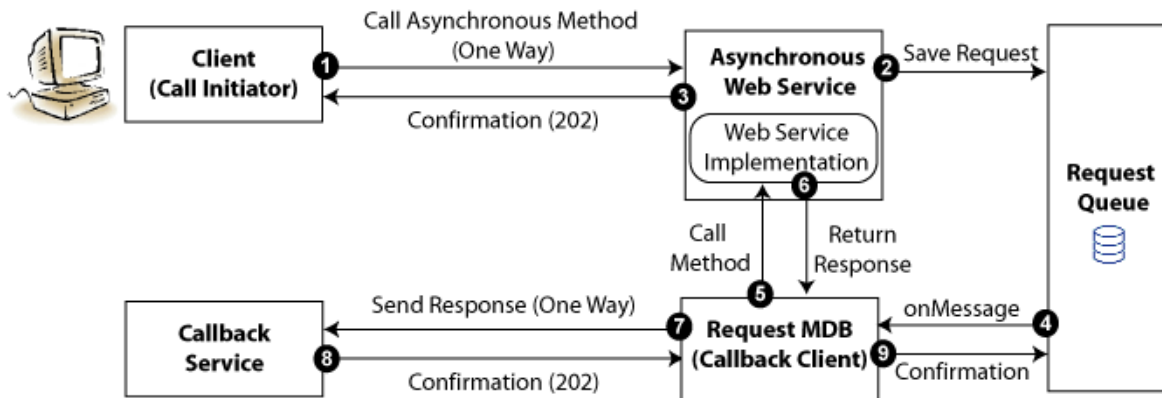 Call Asynchronous Method
(One Way)
Client
(Call Initiator)
1
Confirmation (202)
3
Asynchronous
Web Service
2
Save Request
Web Service
Implementation
6
Request
Queue
Call
Method
Return
Response
5
Send Response (One Way)
7
Callback
Service
8
Confirmation (202)
Request MDB
(Callback Client)
onMessage
4
9
Confirmation